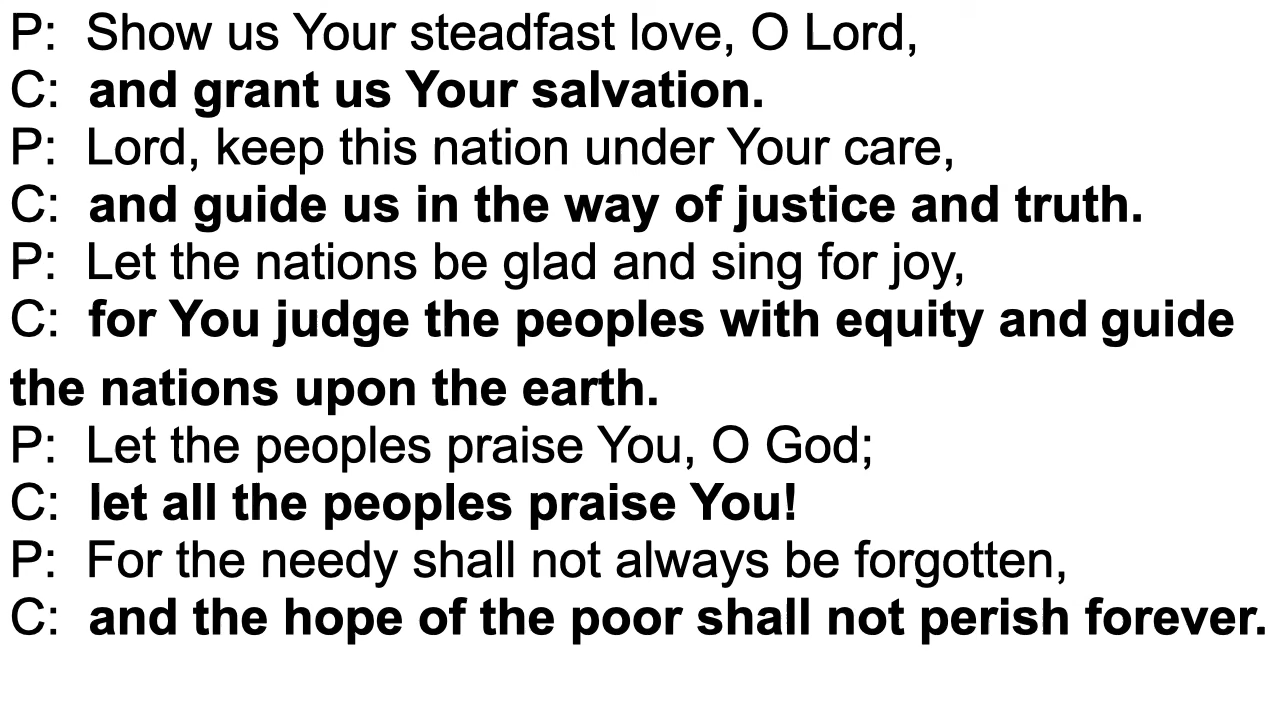 P:  Show us Your steadfast love, O Lord,
C:  and grant us Your salvation.
P:  Lord, keep this nation under Your care,
C:  and guide us in the way of justice and truth.
P:  Let the nations be glad and sing for joy,
C:  for You judge the peoples with equity and guide
the nations upon the earth.
P:  Let the peoples praise You, O God;
C:  let all the peoples praise You!
P:  For the needy shall not always be forgotten,
C:  and the hope of the poor shall not perish forever.